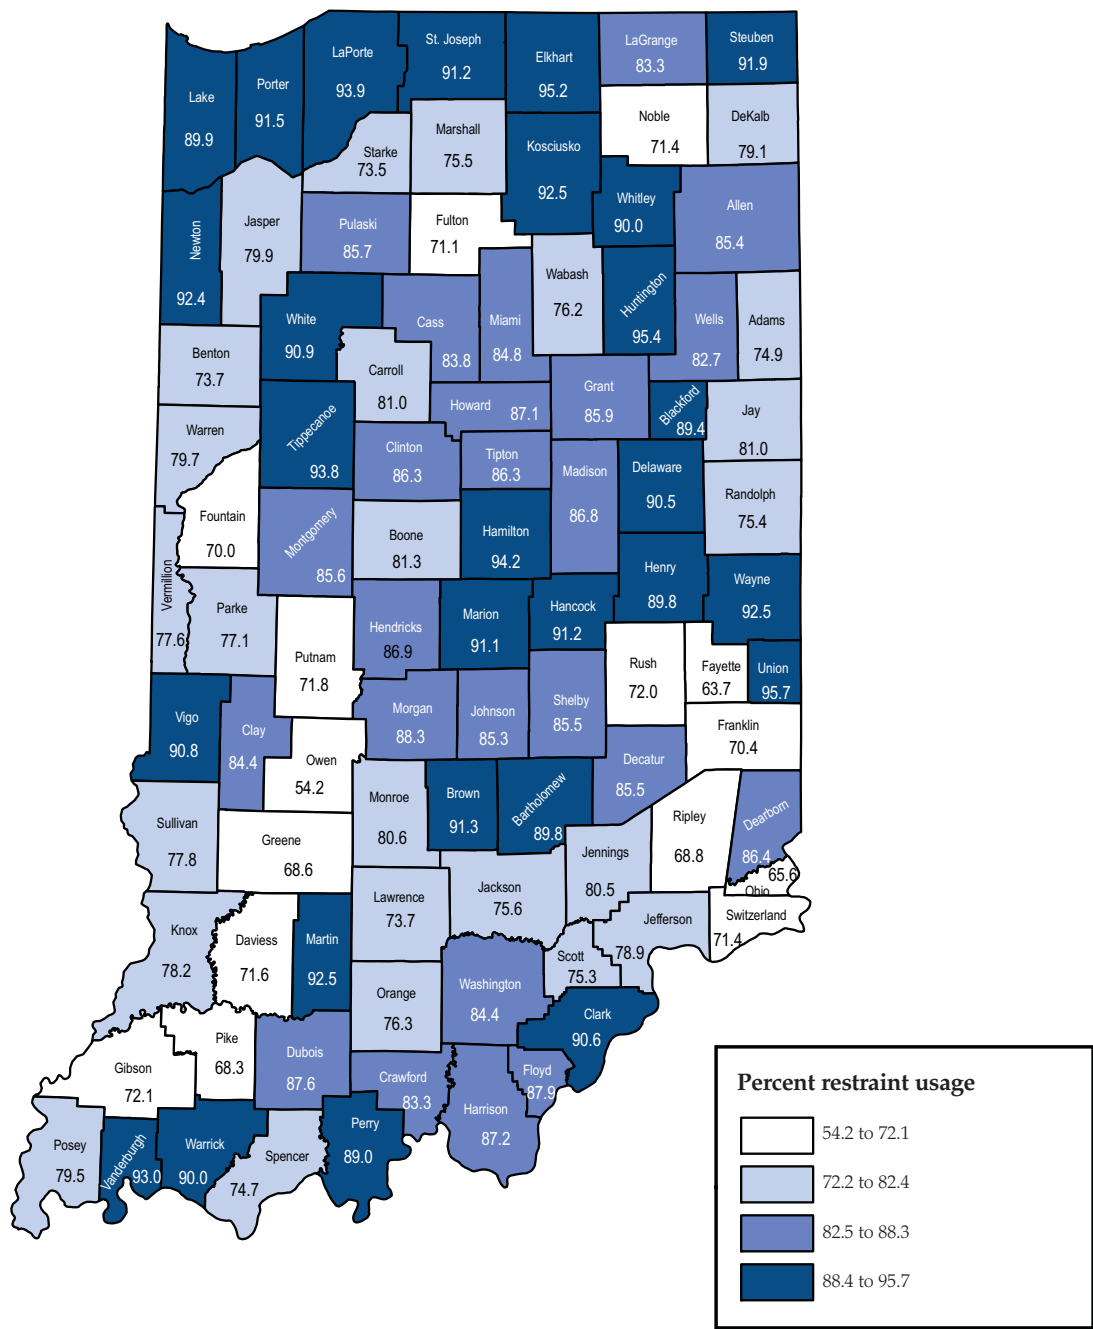 LaPorte
93.9
St. Joseph
91.2
Elkhart
95.2
LaGrange
83.3
Steuben
91.9
Lake
89.9
Porter
91.5
Starke
73.5
Marshall
75.5
Kosciusko
92.5
Noble
71.4
DeKalb
79.1
Newton
92.4
Jasper
79.9
Pulaski
85.7
Fulton
71.1
Whitley
90.0
Allen
85.4
White
90.9
Cass
83.8
Miami
84.8
Wabash
76.2
Huntington
95.4
Wells
82.7
Adams
74.9
Benton
73.7
Carroll
81.0
Howard 87.1
Grant
85.9
Blackford
89.4
Jay
81.0
Warren
79.7
Tippecanoe
93.8
Clinton
86.3
Tipton
86.3
Madison
86.8
Delaware
90.5
Randolph
75.4
Fountain
70.0
Montgomery
85.6
Boone
81.3
Hamilton
94.2
Henry
89.8
Wayne
92.5
Vermillion
77.6
Parke
77.1
Putnam
71.8
Hendricks
86.9
Marion
91.1
Hancock
91.2
Rush
72.0
Fayette
63.7
Union
95.7
Vigo
90.8
Clay
84.4
Owen
54.2
Morgan
88.3
Johnson
85.3
Shelby
85.5
Decatur
85.5
Franklin
70.4
Sullivan
77.8
Greene
68.6
Monroe
80.6
Brown
91.3
Bartholomew
89.8
Jennings
80.5
Ripley
68.8
Dearborn
86.4
65.6
Ohio
Knox
78.2
Daviess
71.6
Martin
92.5
Lawrence
73.7
Jackson
75.6
Jefferson
78.9
Switzerland
71.4
Scott
75.3
Orange
76.3
Washington
84.4
Clark
90.6
Gibson
72.1
Pike
68.3
Dubois
87.6
Crawford
83.3
Harrison
87.2
Floyd
87.9
Posey
79.5
Vanderburgh
93.0
Warrick
90.0
Spencer
74.7
Perry
89.0
Percent restraint usage
54.2 to 72.1
72.2 to 82.4
82.5 to 88.3
88.4 to 95.7